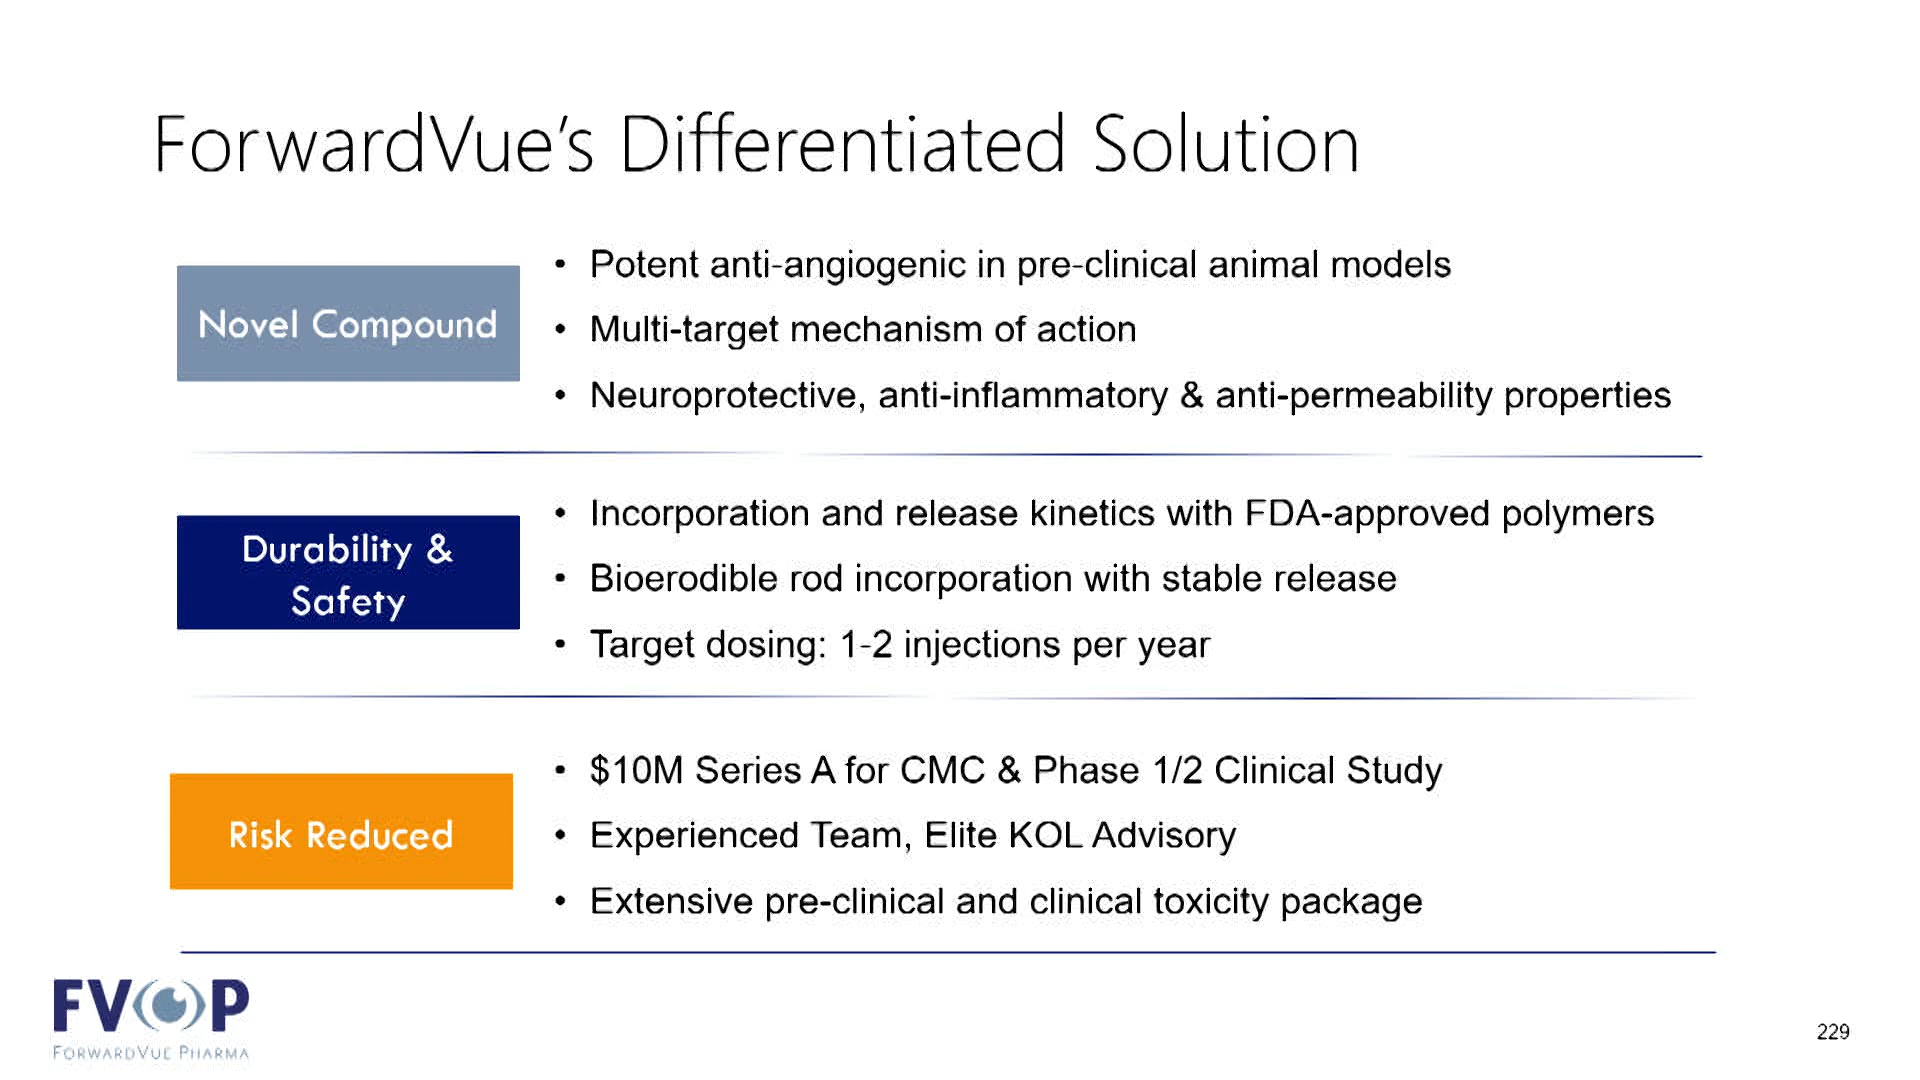 ForwardVue's Differentiated Solution
Novel Compound
• Potent anti-angiogenic in pre-clinical animal models
• Multi-target mechanism of action
• Neuroprotective, anti-inflammatory & anti-permeability properties
Durability &
Safety
• Incorporation and release kinetics with FDA-approved polymers
• Bioerodible rod incorporation with stable release
• Target dosing: 1-2 injections per year
Risk Reduced
• $10M Series A for CMC & Phase 1/2 Clinical Study
• Experienced Team, Elite KOL Advisory
• Extensive pre-clinical and clinical toxicity package
FVOP
FORWARDVUE PHARMA
229